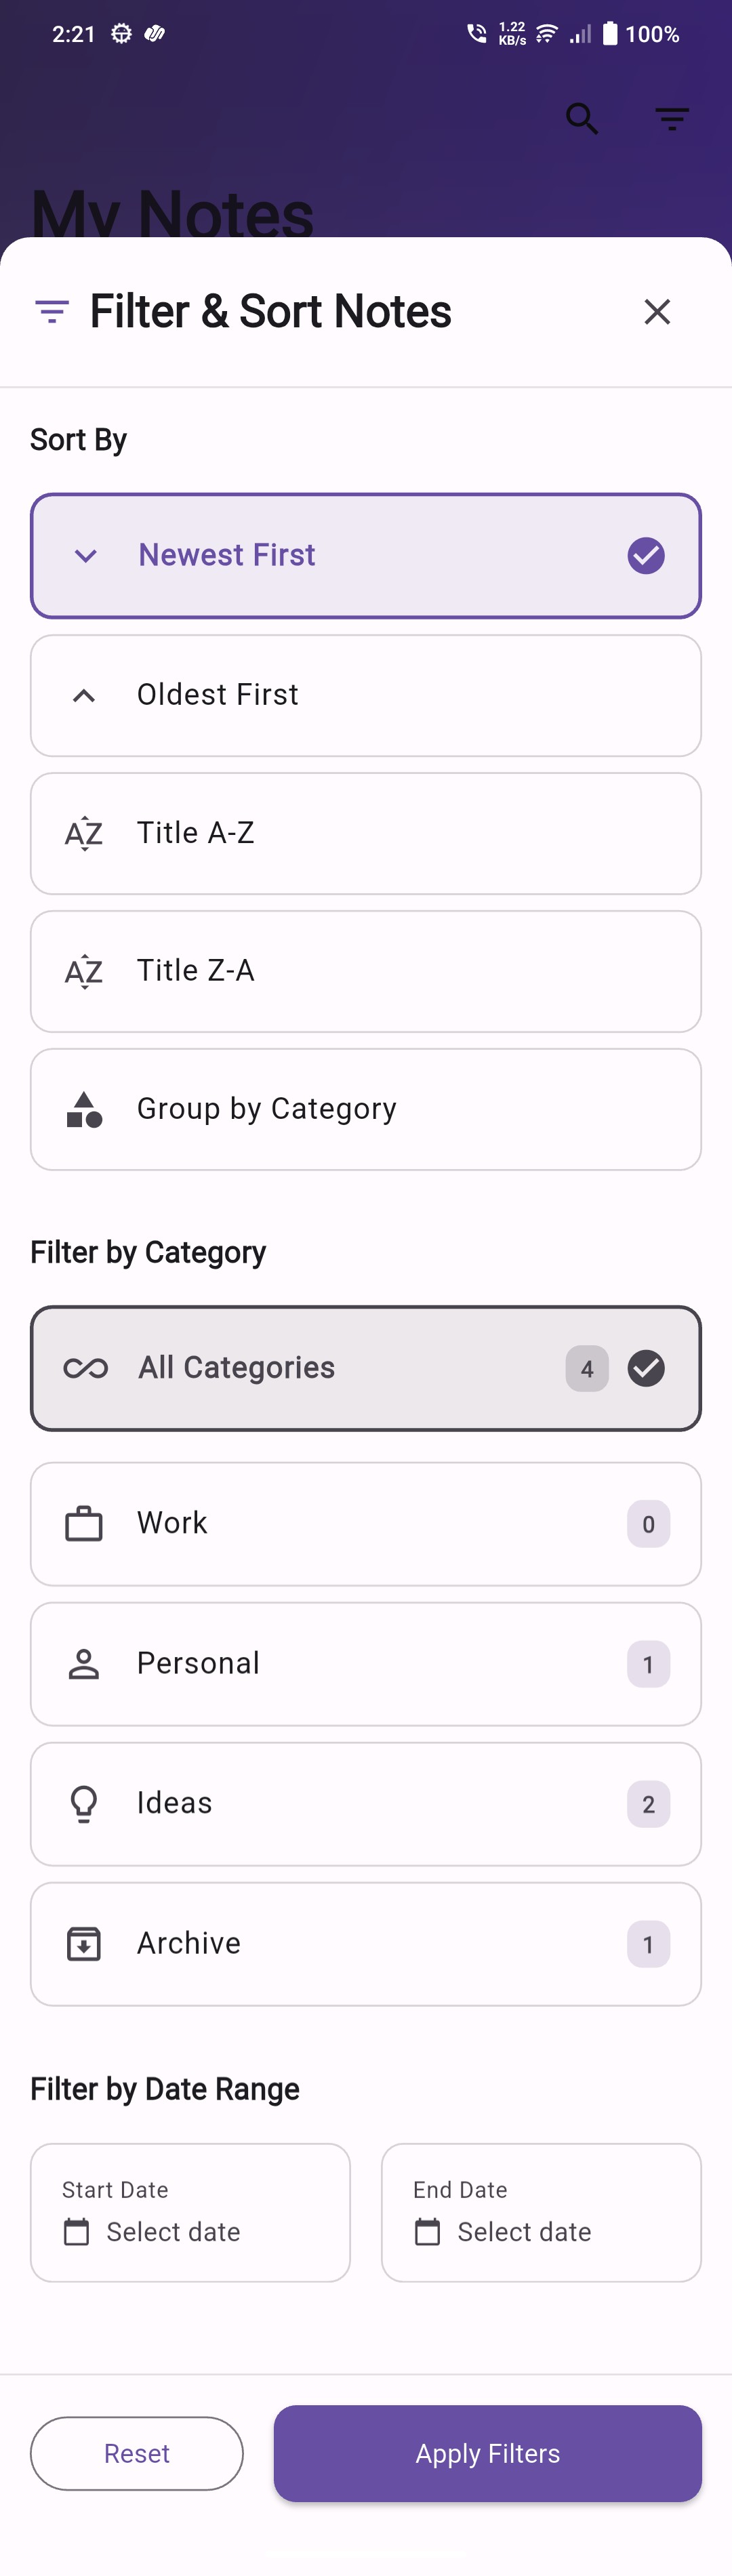 2:21
1.22
KB/s
100%
My Notes
Filter & Sort Notes
Sort By
Newest First
Oldest First
AZ Title A-Z
AZ Title Z-A
Group by Category
Filter by Category
All Categories 4
Work 0
Personal 1
Ideas 2
Archive 1
Filter by Date Range
Start Date
Select date
End Date
Select date
Reset
Apply Filters